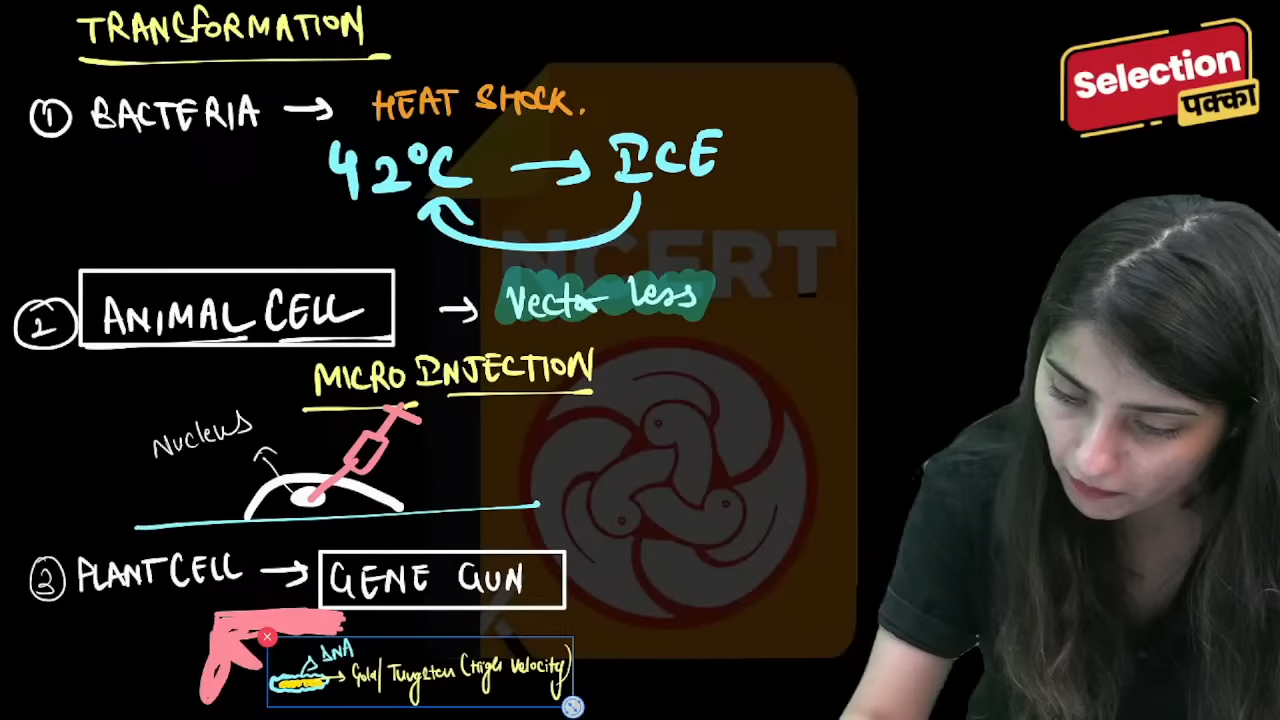 TRANSFORMATION
Selection
पक्का
① BACTERIA → HEAT SHOCK.
42°C → ICE
NCERT
② ANIMAL CELL → Vector less
MICRO INJECTION
Nucleus
③ PLANT CELL → GENE GUN
DNA
→ Gold/ Tungsten (High Velocity)